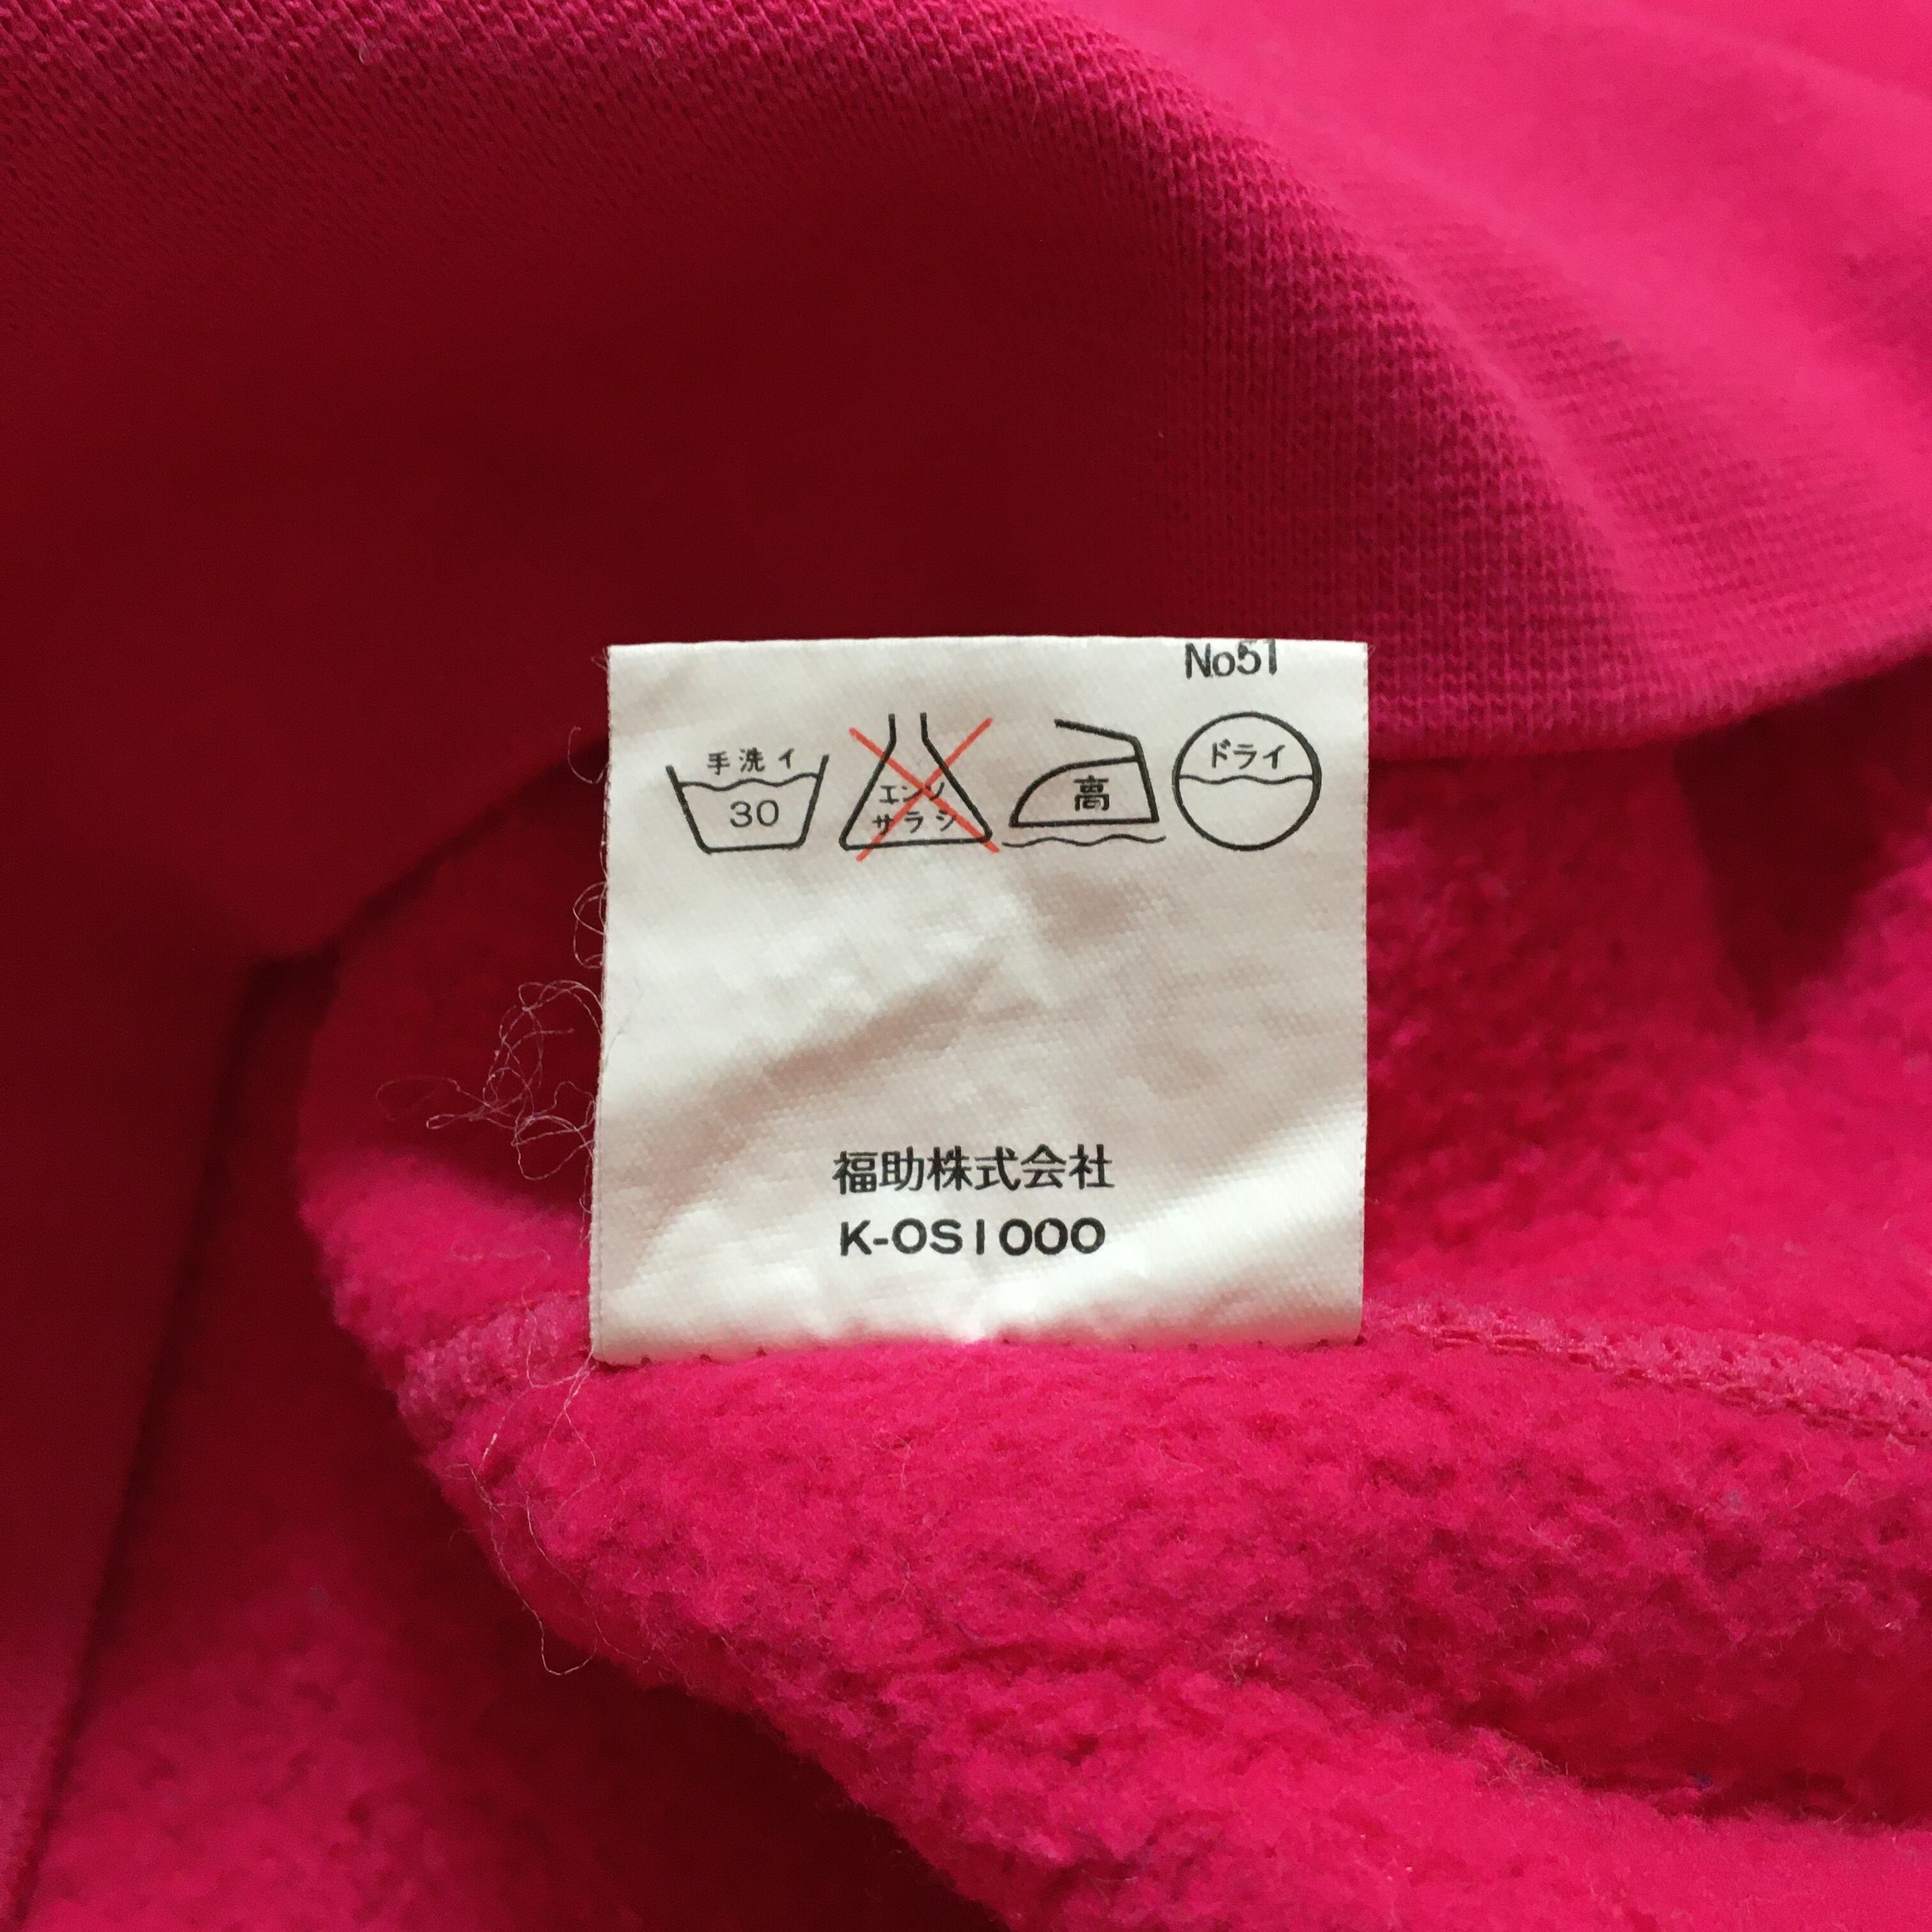 No51
手洗イ
30
エンソ
サラシ
高
ドライ
福助株式会社
K-OS1000